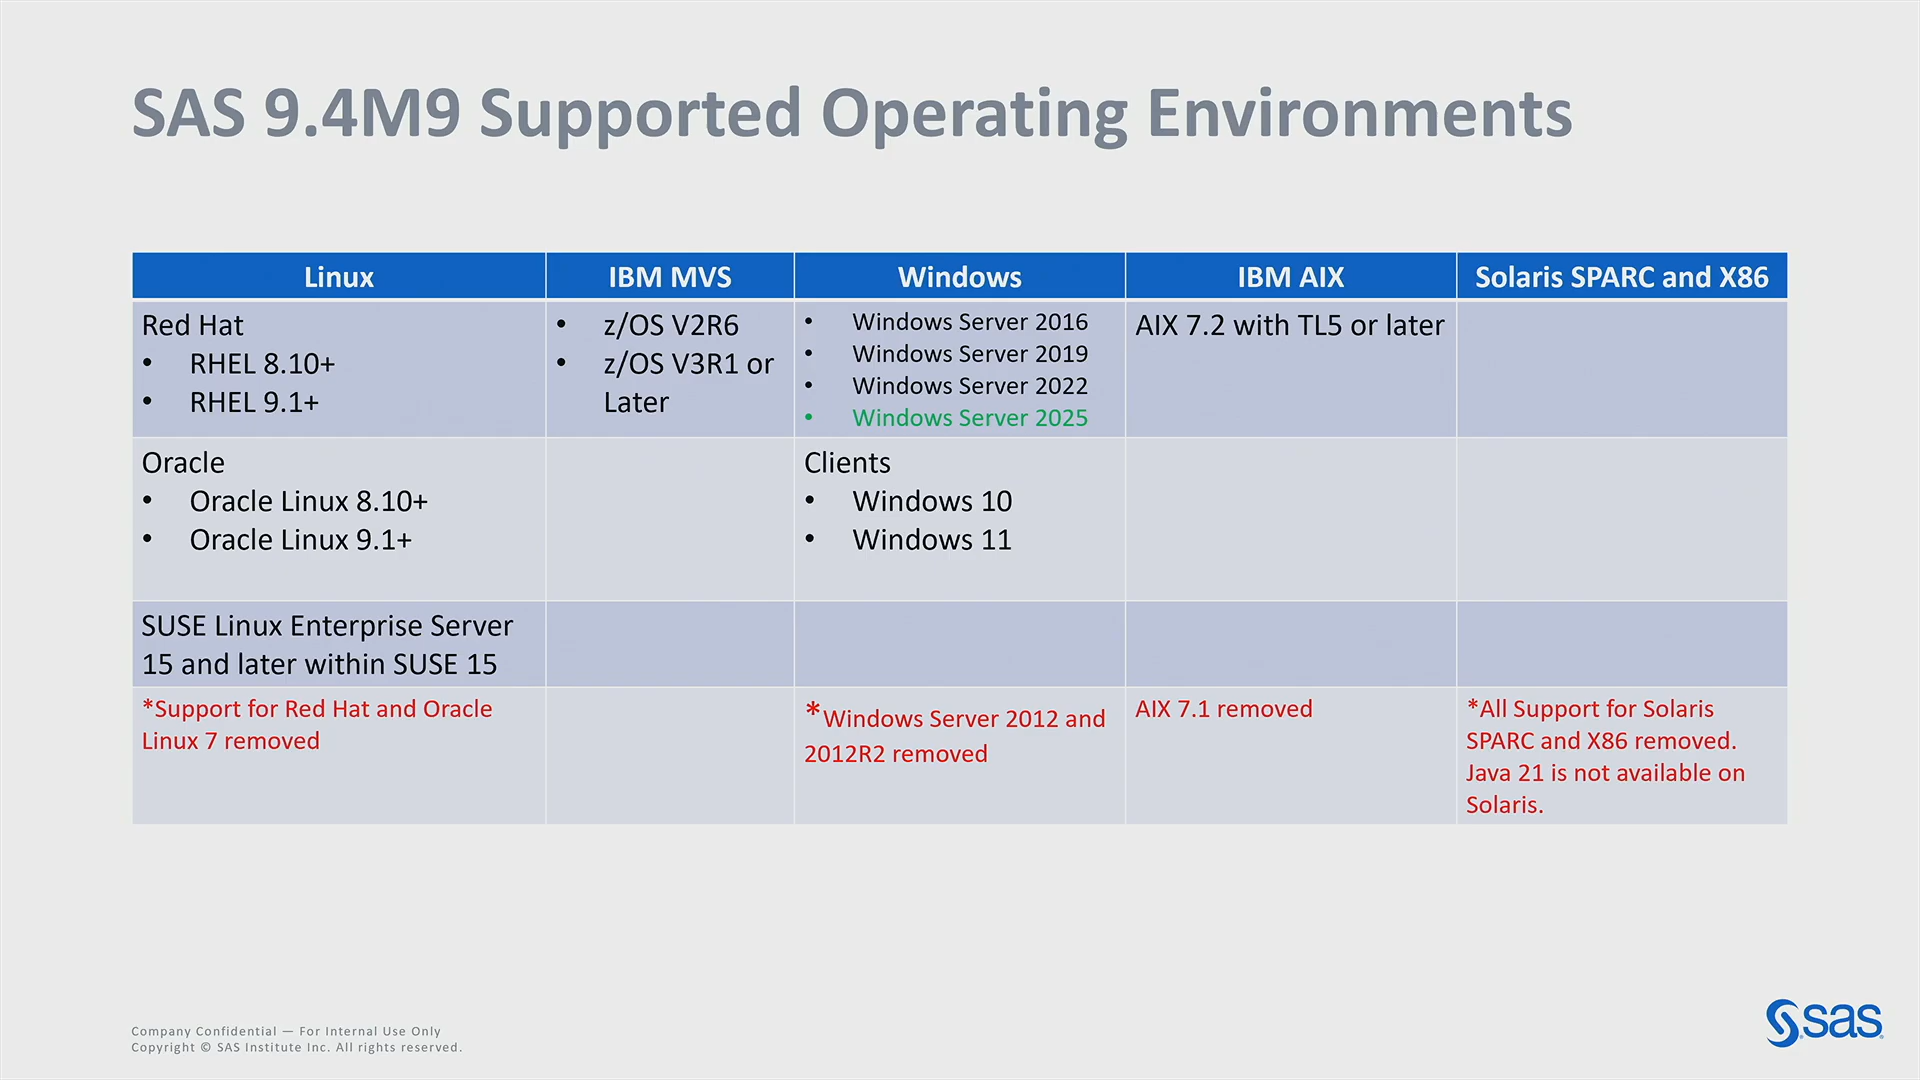 SAS 9.4M9 Supported Operating Environments
Linux
IBM MVS
Windows
IBM AIX
Solaris SPARC and X86
Red Hat
• RHEL 8.10+
• RHEL 9.1+
• z/OS V2R6
• z/OS V3R1 or
Later
• Windows Server 2016
• Windows Server 2019
• Windows Server 2022
• Windows Server 2025
AIX 7.2 with TL5 or later
Oracle
• Oracle Linux 8.10+
• Oracle Linux 9.1+
Clients
• Windows 10
• Windows 11
SUSE Linux Enterprise Server
15 and later within SUSE 15
*Support for Red Hat and Oracle
Linux 7 removed
*Windows Server 2012 and
2012R2 removed
AIX 7.1 removed
*All Support for Solaris
SPARC and X86 removed.
Java 21 is not available on
Solaris.
Company Confidential — For Internal Use Only
Copyright © SAS Institute Inc. All rights reserved.
sas